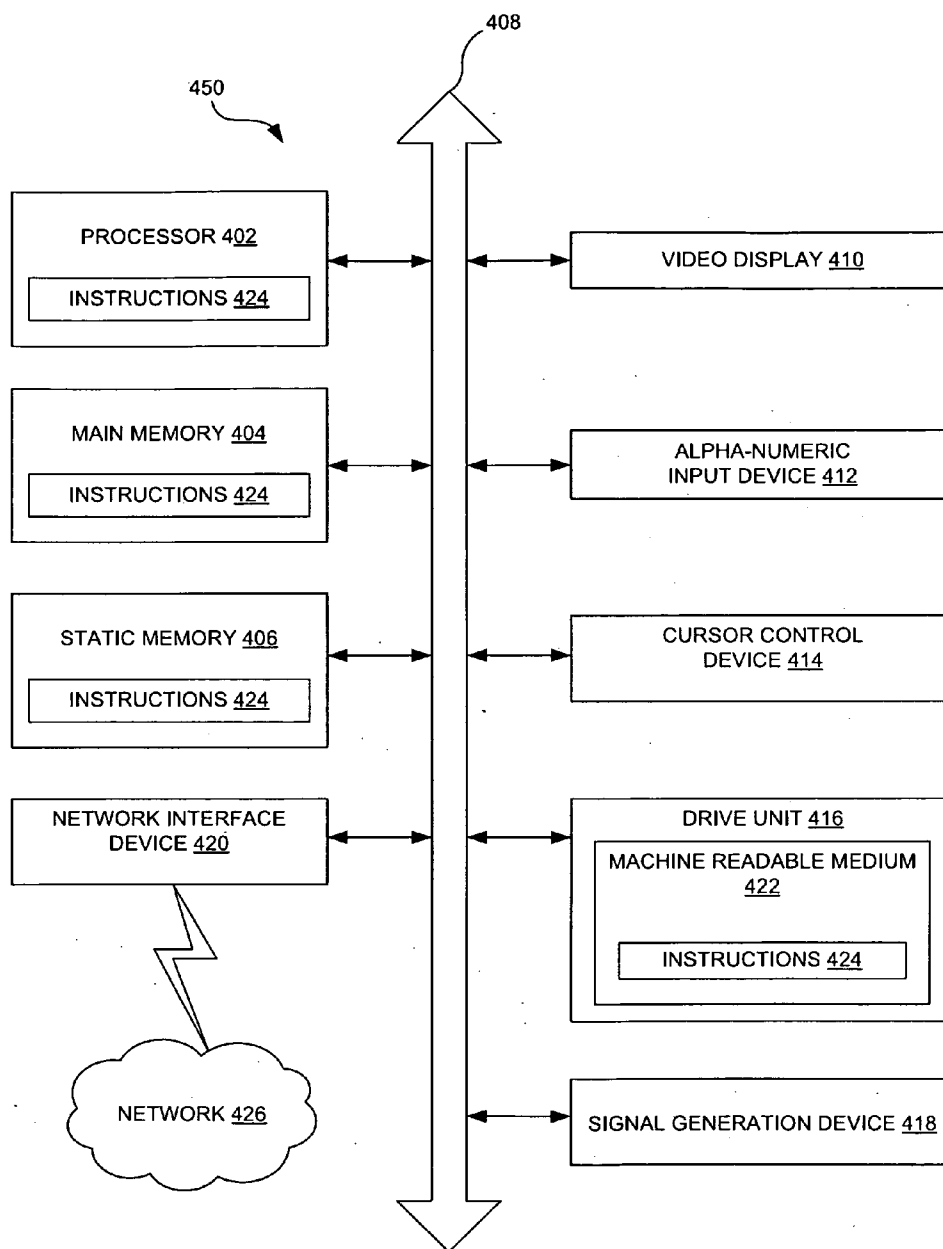 408
450
PROCESSOR 402
INSTRUCTIONS 424
MAIN MEMORY 404
INSTRUCTIONS 424
STATIC MEMORY 406
INSTRUCTIONS 424
NETWORK INTERFACE
DEVICE 420
NETWORK 426
VIDEO DISPLAY 410
ALPHA-NUMERIC
INPUT DEVICE 412
CURSOR CONTROL
DEVICE 414
DRIVE UNIT 416
MACHINE READABLE MEDIUM
422
INSTRUCTIONS 424
SIGNAL GENERATION DEVICE 418